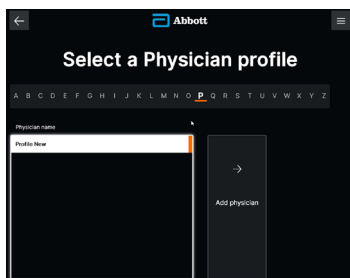 Abbott
Select a Physician profile
A B C D E F G H I J K L M N O P Q R S T U V W X Y Z
Physician name
Profile New
Add physician